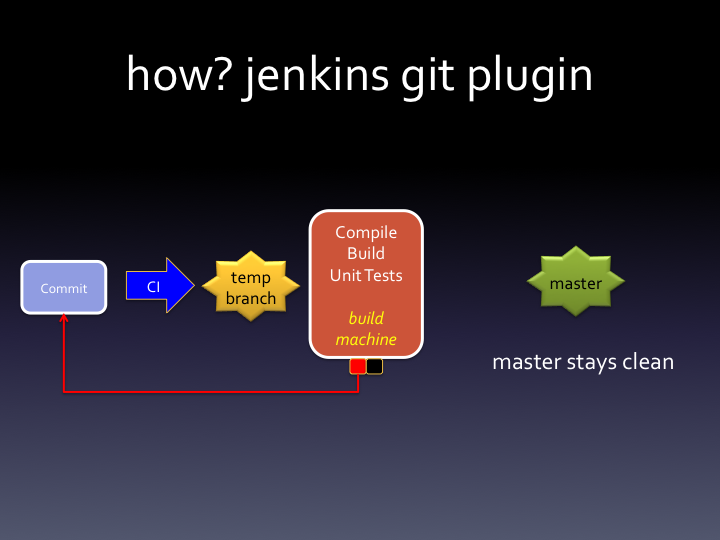 how? jenkins git plugin
Commit
CI
temp
branch
Compile
Build
Unit Tests
build
machine
master
master stays clean